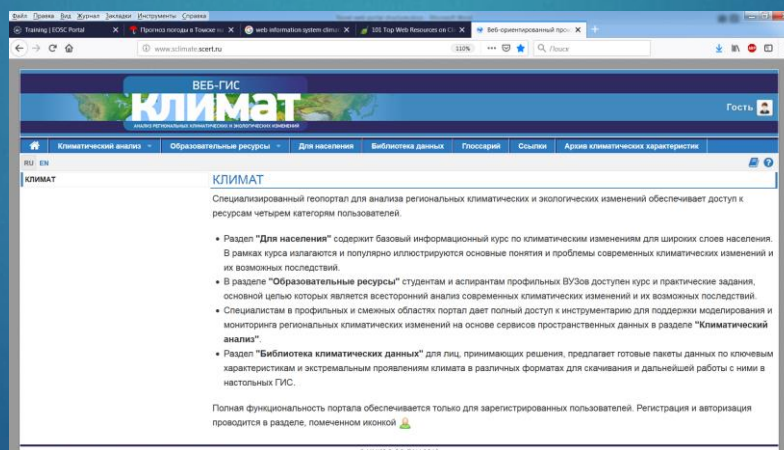 Файл Правка Вид Журнал Закладки Инструменты Справка
Training | EOSC Portal
Прогноз погоды в Томске
web information system climat
101 Top Web Resources on Cli
Веб-ориентированный прос
www.sclimate.scert.ru
110%
Поиск
ВЕБ-ГИС
Климат
АНАЛИЗ РЕГИОНАЛЬНЫХ КЛИМАТИЧЕСКИХ И ЭКОЛОГИЧЕСКИХ ИЗМЕНЕНИЙ
Гость
Климатический анализ Образовательные ресурсы Для населения Библиотека данных Глоссарий Ссылки Архив климатических характеристик
RU EN
КЛИМАТ
КЛИМАТ
Специализированный геопортал для анализа региональных климатических и экологических изменений обеспечивает доступ к
ресурсам четырем категорям пользователей.
• Раздел "Для населения" содержит базовый информационный курс по климатическим изменениям для широких слоев населения.
В рамках курса излагаются и популярно иллюстрируются основные понятия и проблемы современных климатических изменений и
их возможных последствий.
• В разделе "Образовательные ресурсы" студентам и аспирантам профильных ВУЗов доступен курс и практические задания,
основной целью которых является всесторонний анализ современных климатических изменений и их возможных последствий.
• Специалистам в профильных и смежных областях портал дает полный доступ к инструментарию для поддержки моделирования и
мониторинга региональных климатических изменений на основе сервисов пространственных данных в разделе "Климатический
анализ".
• Раздел "Библиотека климатических данных" для лиц, принимающих решения, предлагает готовые пакеты данных по ключевым
характеристикам и экстремальным проявлениям климата в различных форматах для скачивания и дальнейшей работы с ними в
настольных ГИС.
Полная функциональность портала обеспечивается только для зарегистрированных пользователей. Регистрация и авторизация
проводится в разделе, помеченном иконкой